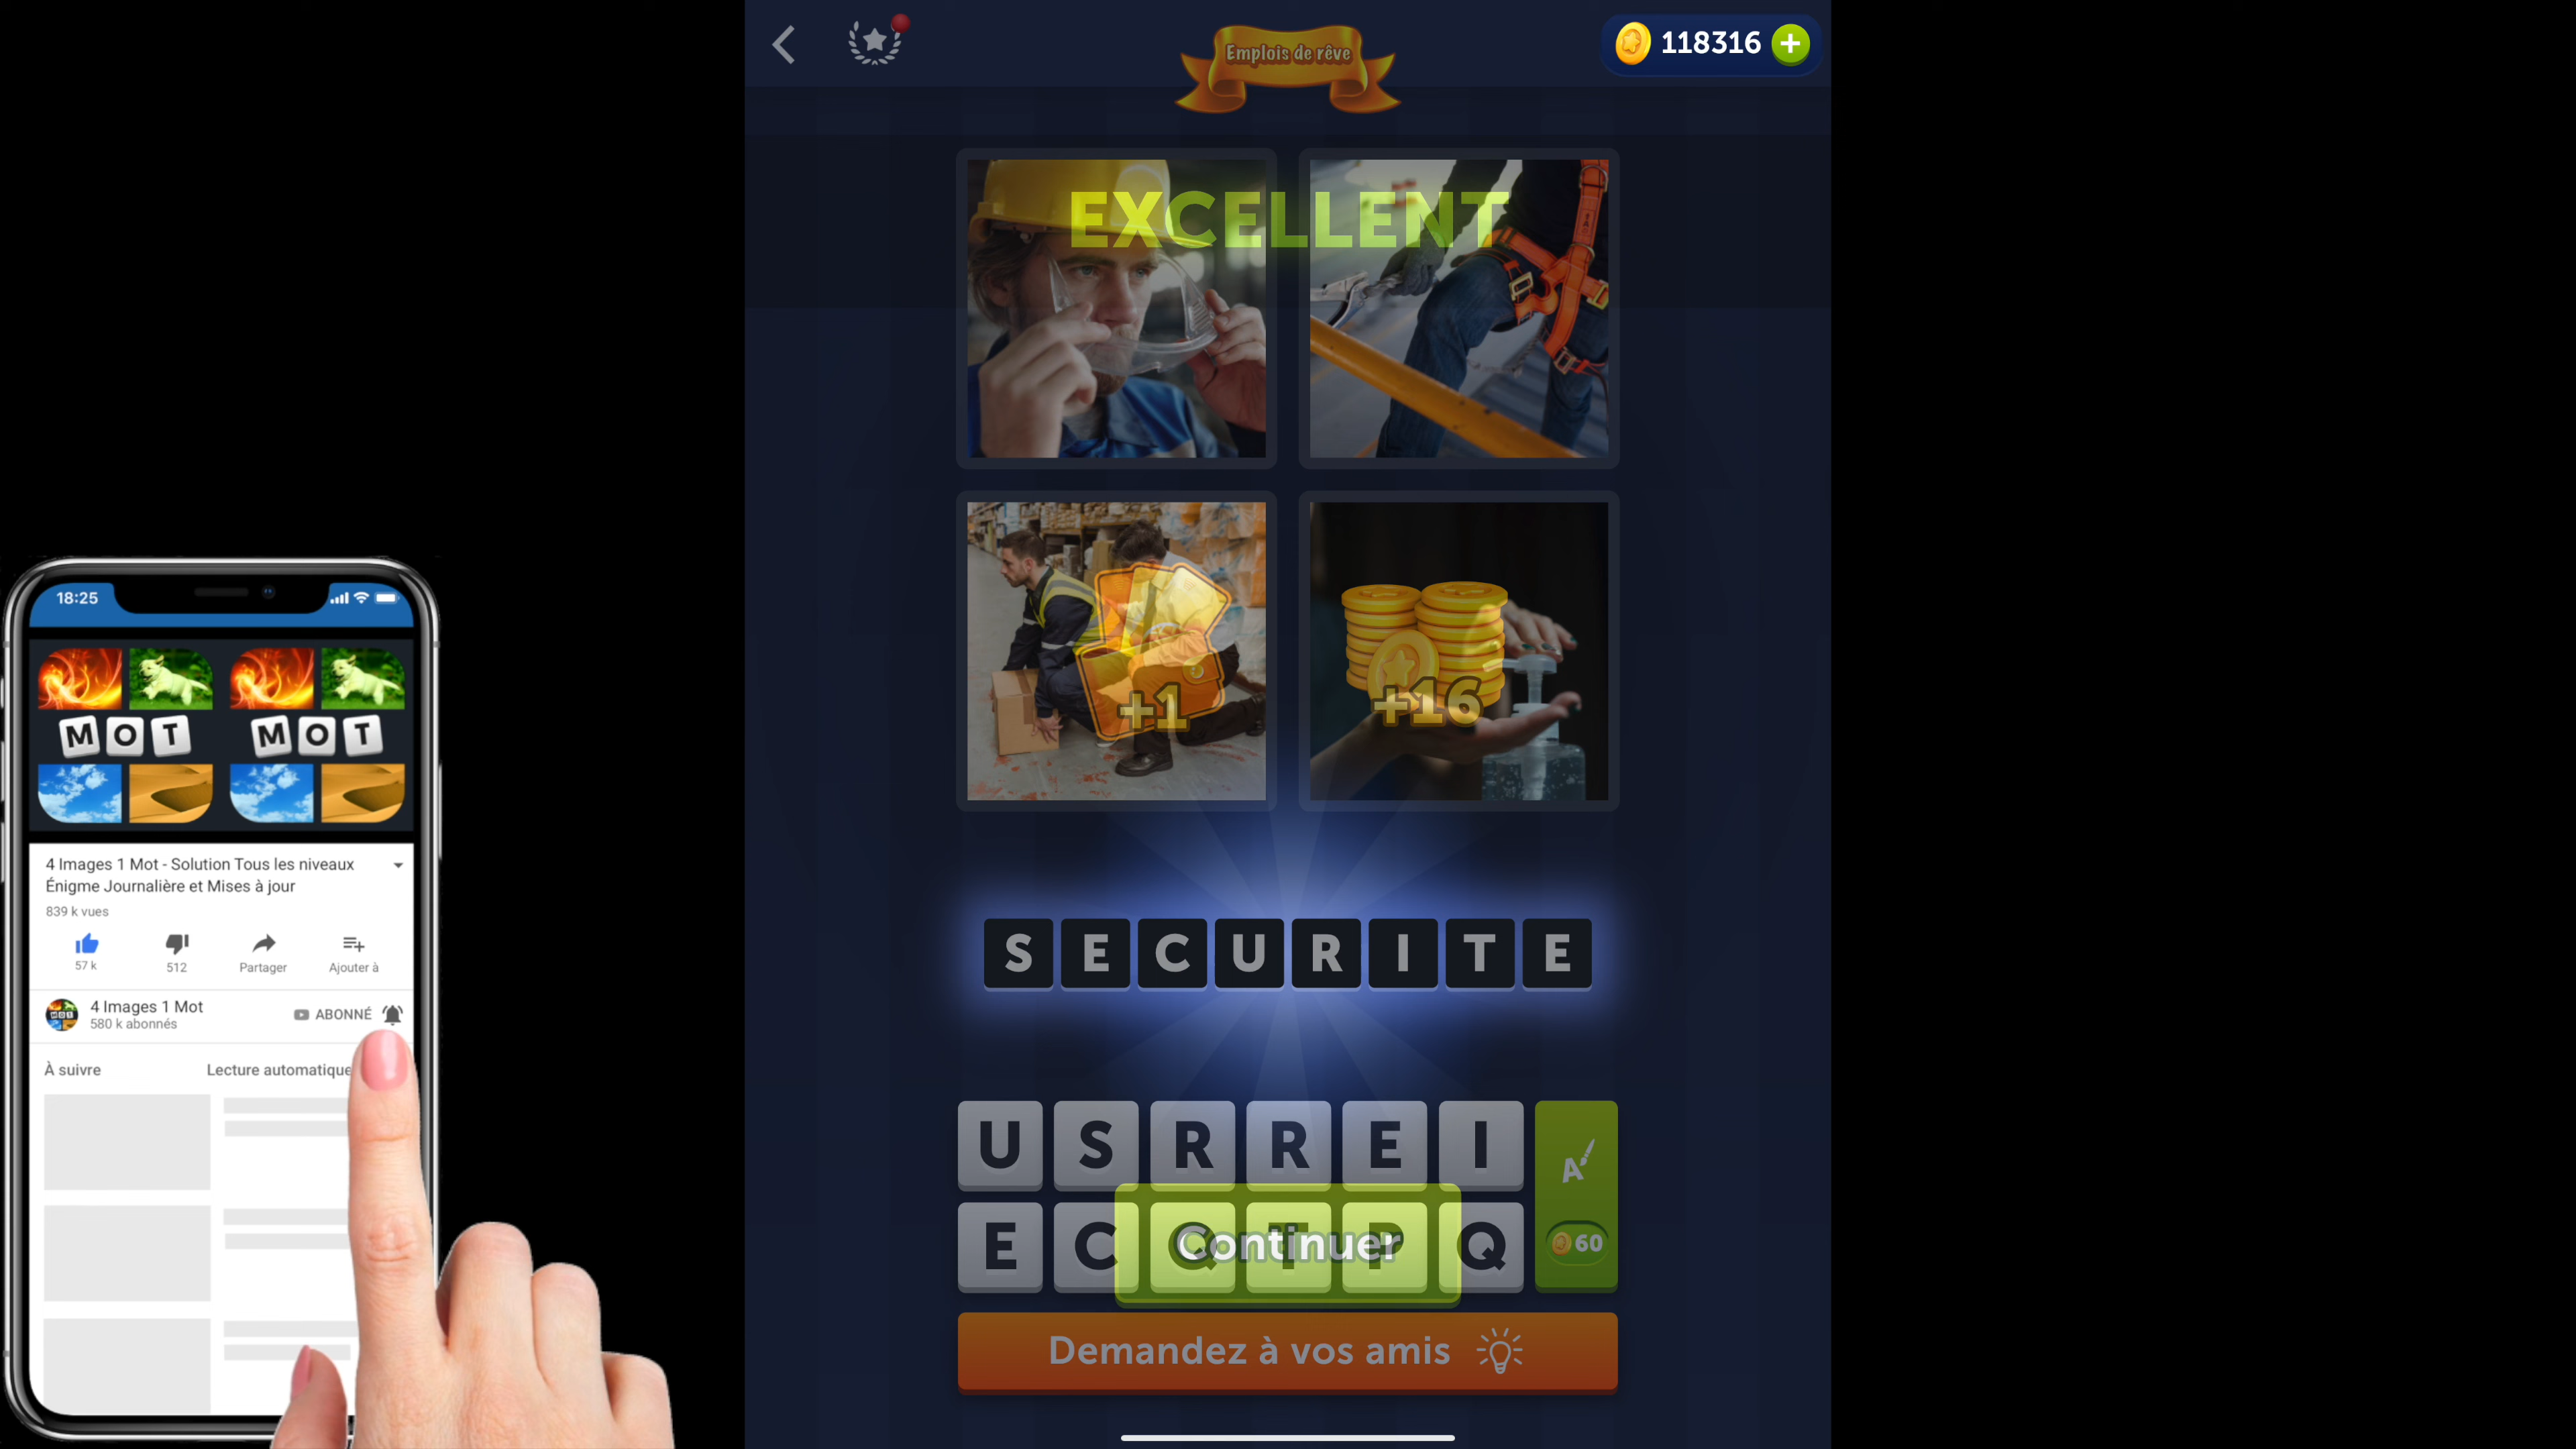 Emplois de rêve
118316
EXCELLENT
+1
+16
SECURITE
U S R R E I
E C Q T P Q
Continuer
60
Demandez à vos amis
18:25
MOT MOT
4 Images 1 Mot - Solution Tous les niveaux
Énigme Journalière et Mises à jour
839 k vues
57 k 512 Partager Ajouter à
4 Images 1 Mot
580 k abonnés
ABONNÉ
À suivre Lecture automatique